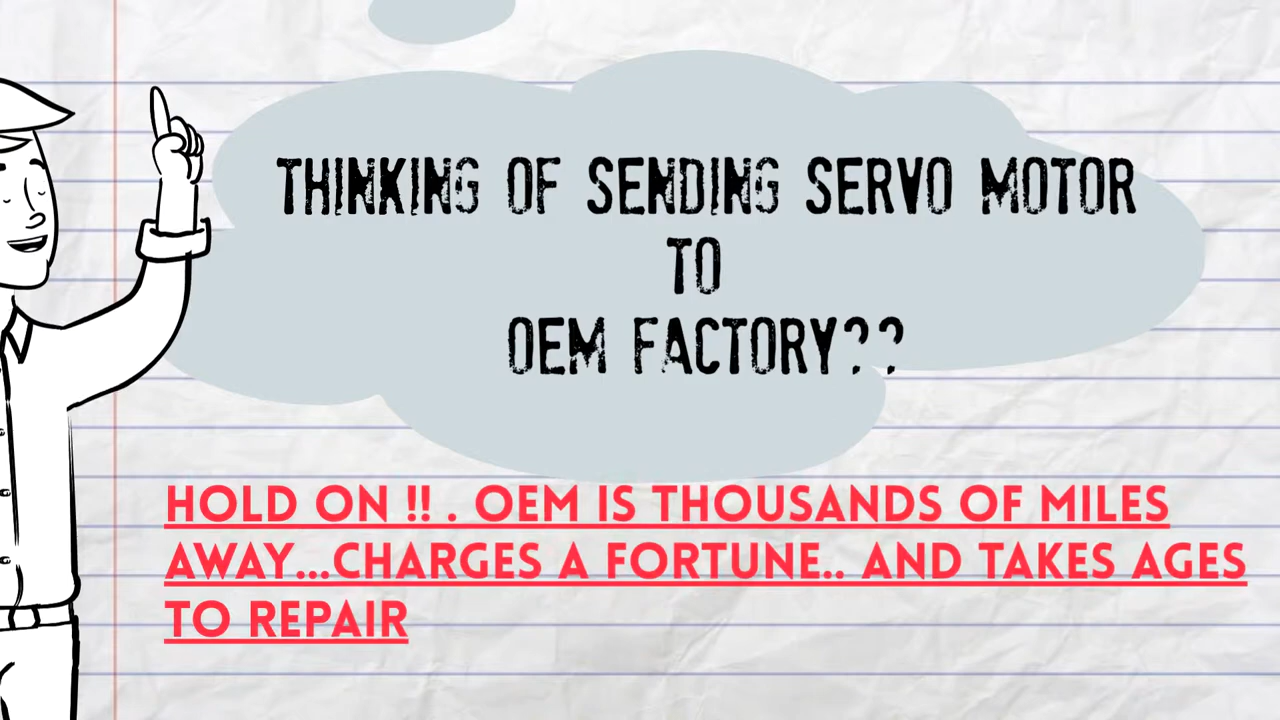 THINKING OF SENDING SERVO MOTOR
TO
OEM FACTORY??
HOLD ON !! . OEM IS THOUSANDS OF MILES
AWAY...CHARGES A FORTUNE.. AND TAKES AGES
TO REPAIR